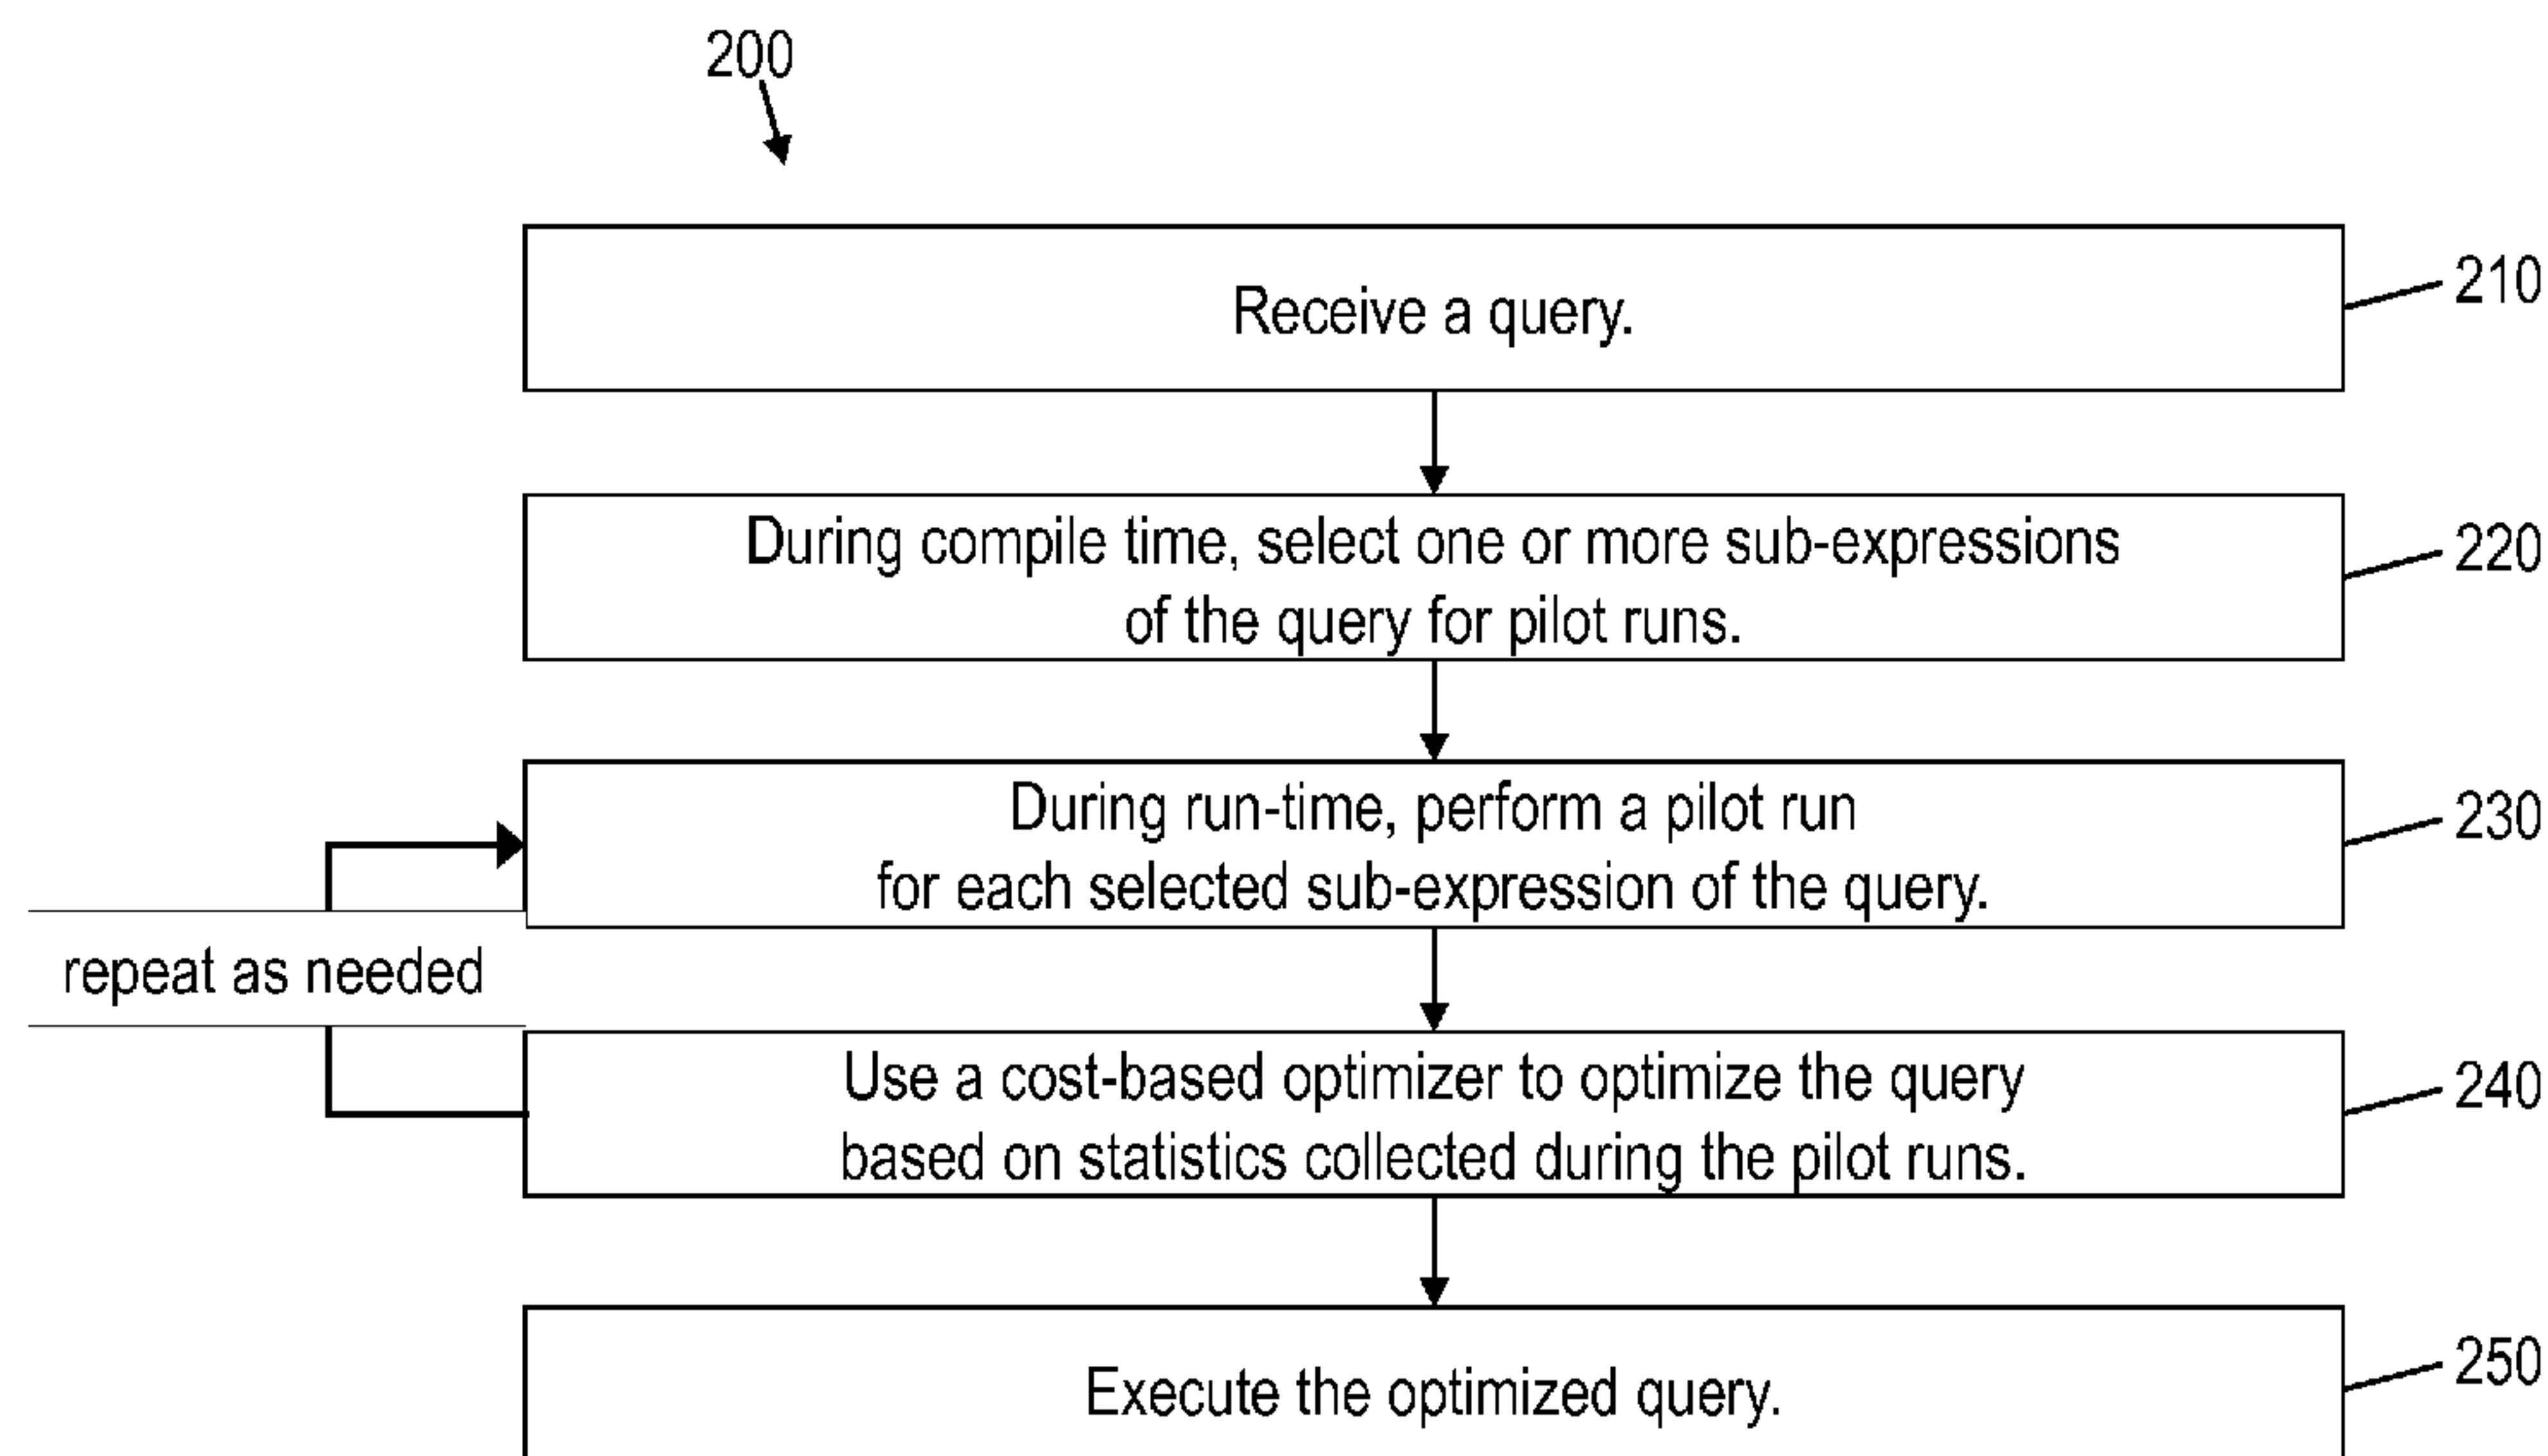 200
Receive a query.
210
During compile time, select one or more sub-expressions
of the query for pilot runs.
220
During run-time, perform a pilot run
for each selected sub-expression of the query.
230
repeat as needed
Use a cost-based optimizer to optimize the query
based on statistics collected during the pilot runs.
240
Execute the optimized query.
250